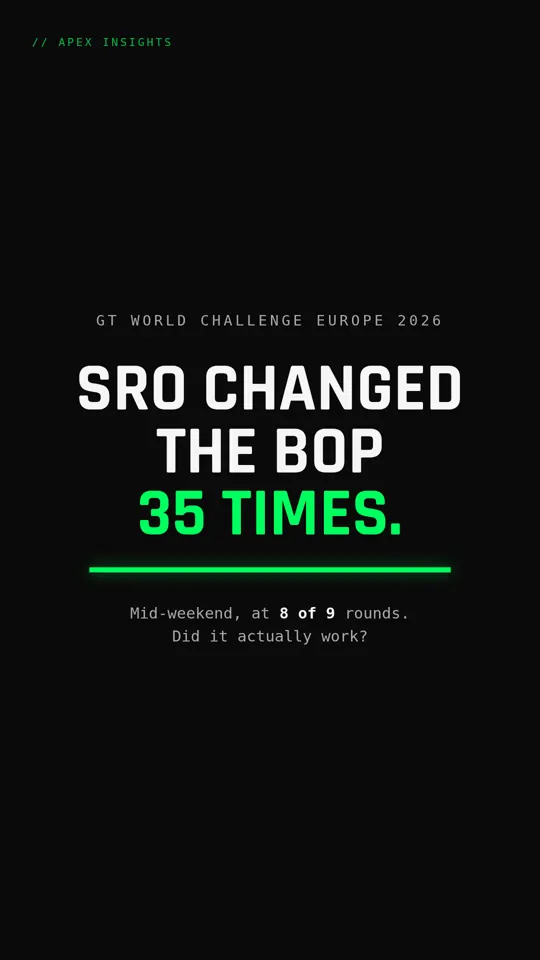 // APEX INSIGHTS
GT WORLD CHALLENGE EUROPE 2026
SRO CHANGED
THE BOP
35 TIMES.
Mid-weekend, at 8 of 9 rounds.
Did it actually work?